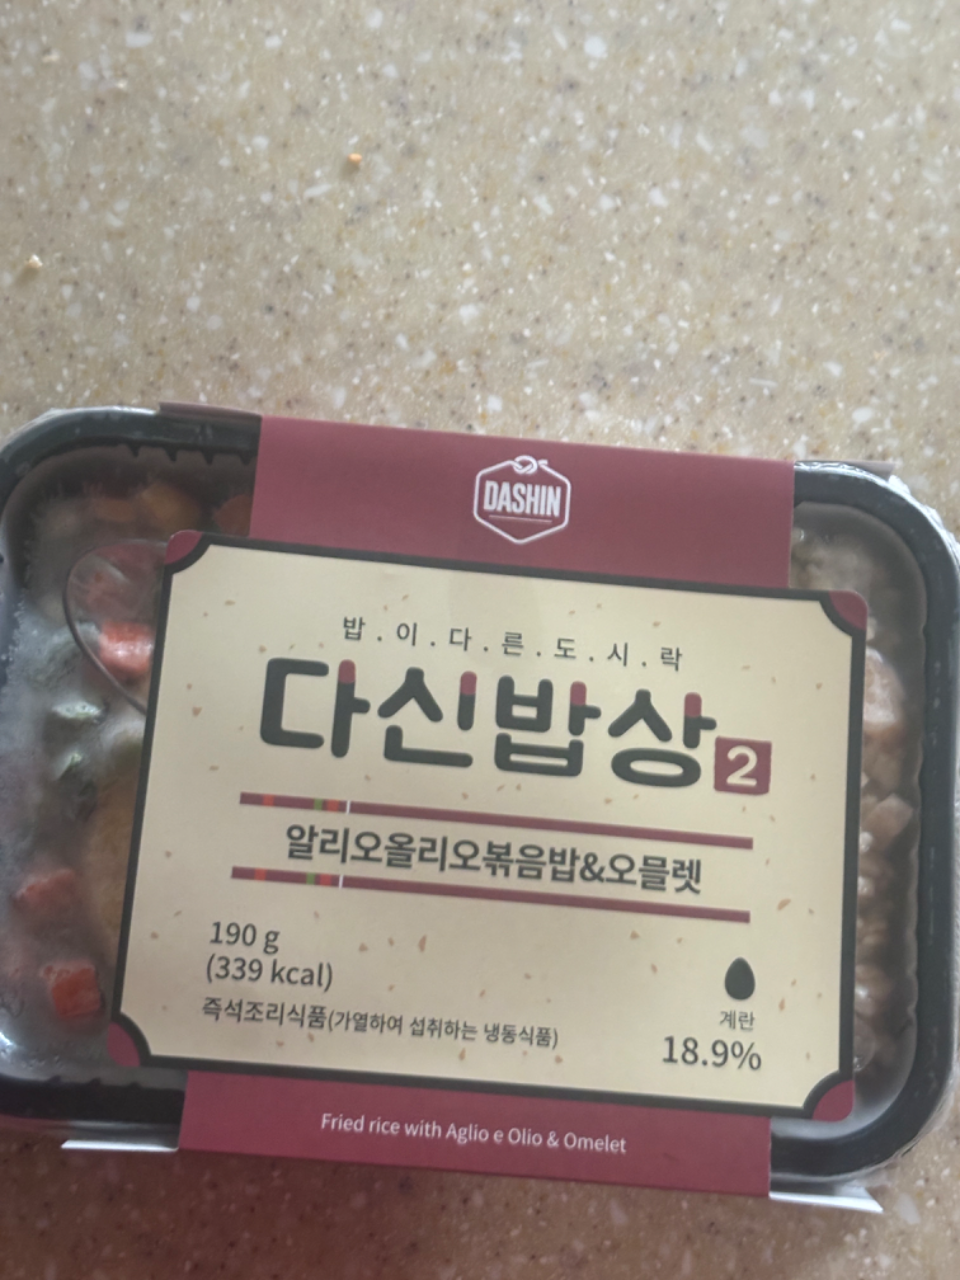 DASHIN
밥.이.다.른.도.시.락
다신밥상2
알리오올리오볶음밥&오믈렛
190 g
(339 kcal)
즉석조리식품(가열하여 섭취하는 냉동식품)
계란
18.9%
Fried rice with Aglio e Olio & Omelet